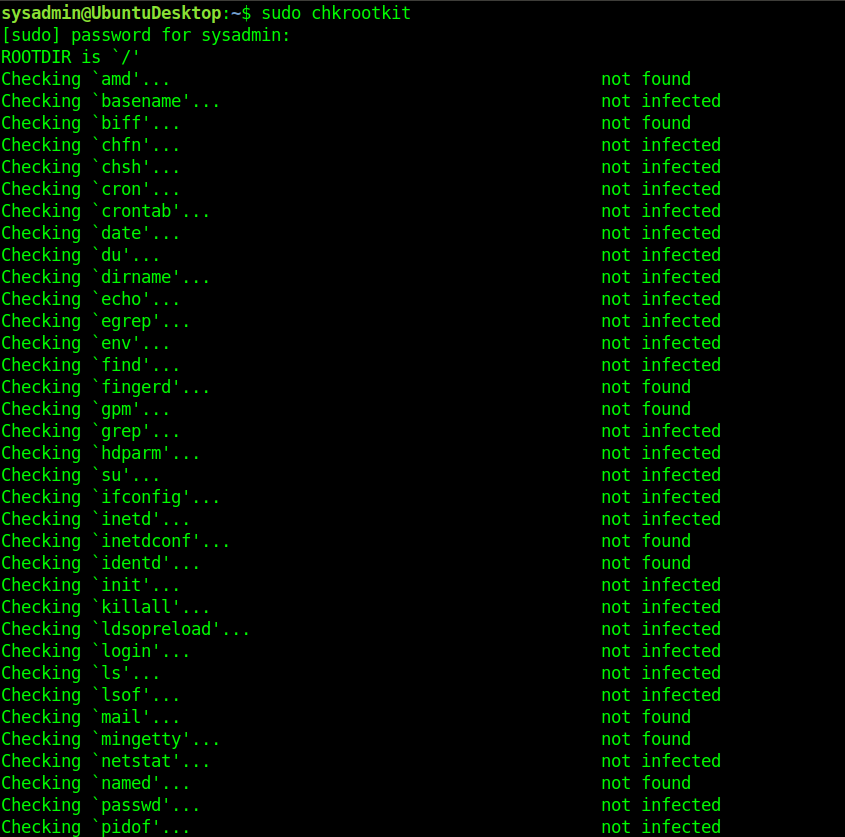 sysadmin@UbuntuDesktop:~$ sudo chkrootkit
[sudo] password for sysadmin:
ROOTDIR is `/'
Checking `amd'... not found
Checking `basename'... not infected
Checking `biff'... not found
Checking `chfn'... not infected
Checking `chsh'... not infected
Checking `cron'... not infected
Checking `crontab'... not infected
Checking `date'... not infected
Checking `du'... not infected
Checking `dirname'... not infected
Checking `echo'... not infected
Checking `egrep'... not infected
Checking `env'... not infected
Checking `find'... not infected
Checking `fingerd'... not found
Checking `gpm'... not found
Checking `grep'... not infected
Checking `hdparm'... not infected
Checking `su'... not infected
Checking `ifconfig'... not infected
Checking `inetd'... not infected
Checking `inetdconf'... not found
Checking `identd'... not found
Checking `init'... not infected
Checking `killall'... not infected
Checking `ldsopreload'... not infected
Checking `login'... not infected
Checking `ls'... not infected
Checking `lsof'... not infected
Checking `mail'... not found
Checking `mingetty'... not found
Checking `netstat'... not infected
Checking `named'... not found
Checking `passwd'... not infected
Checking `pidof'... not infected